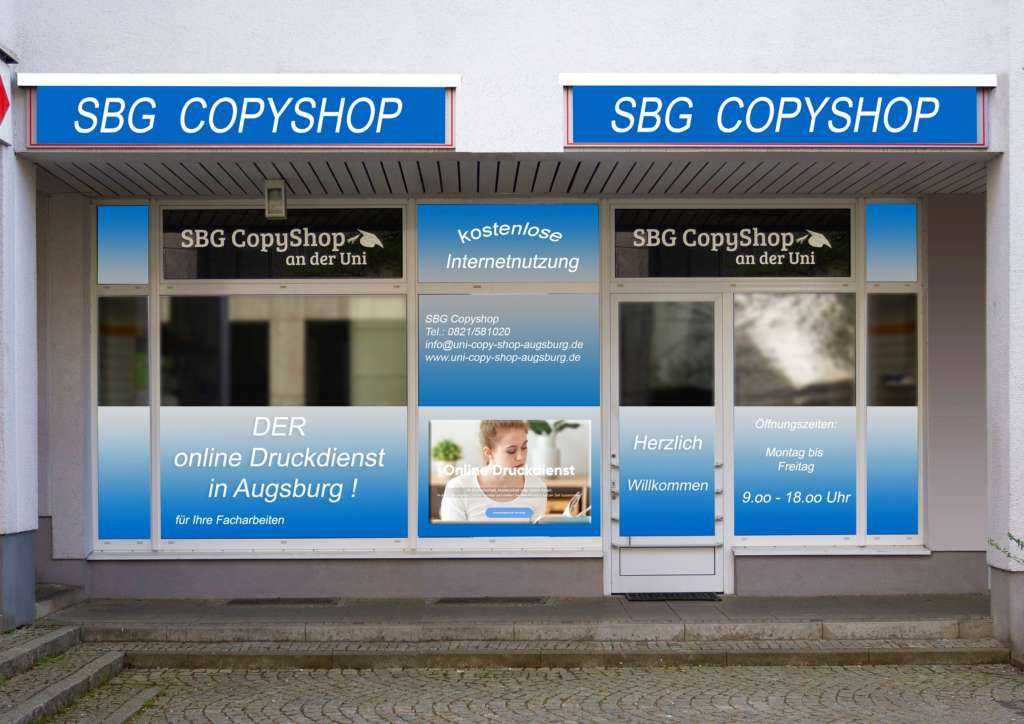 SBG COPYSHOP
SBG COPYSHOP
SBG CopyShop
an der Uni
kostenlose
Internetnutzung
SBG CopyShop
an der Uni
SBG Copyshop
Tel.: 0821/581020
info@uni-copy-shop-augsburg.de
www.uni-copy-shop-augsburg.de
DER
online Druckdienst
in Augsburg !
für Ihre Facharbeiten
Online Druckdienst
Herzlich
Willkommen
Öffnungszeiten:
Montag bis
Freitag
9.oo - 18.oo Uhr